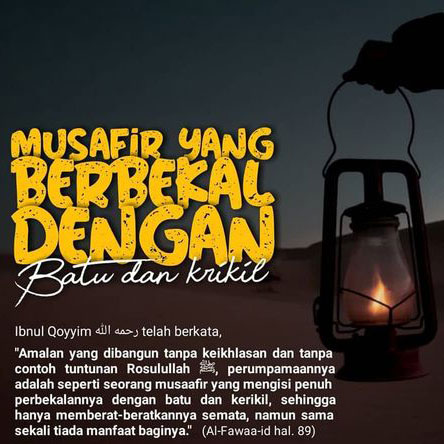 MUSAFIR YANG
BERBEKAL
DENGAN
Batu dan krikil
Ibnul Qoyyim رحمه الله telah berkata,
"Amalan yang dibangun tanpa keikhlasan dan tanpa
contoh tuntunan Rosulullah ﷺ, perumpamaannya
adalah seperti seorang musaafir yang mengisi penuh
perbekalannya dengan batu dan kerikil, sehingga
hanya memberat-beratkannya semata, namun sama
sekali tiada manfaat baginya." (Al-Fawaa-id hal. 89)